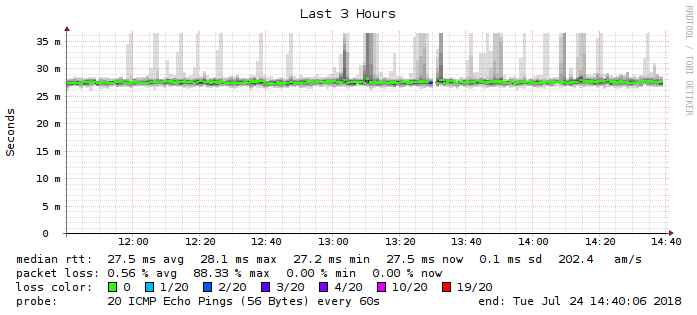 Last 3 Hours
RRDTOOL / TOBI OETIKER
Seconds
35 m
30 m
25 m
20 m
15 m
10 m
5 m
0
12:00 12:20 12:40 13:00 13:20 13:40 14:00 14:20 14:40
median rtt: 27.5 ms avg 28.1 ms max 27.2 ms min 27.5 ms now 0.1 ms sd 202.4 am/s
packet loss: 0.56 % avg 88.33 % max 0.00 % min 0.00 % now
loss color: 0 1/20 2/20 3/20 4/20 10/20 19/20
probe: 20 ICMP Echo Pings (56 Bytes) every 60s end: Tue Jul 24 14:40:06 2018